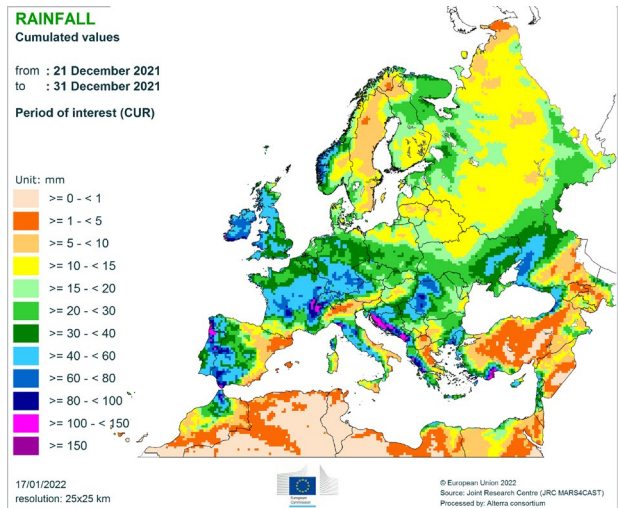 RAINFALL
Cumulated values
from : 21 December 2021
to : 31 December 2021
Period of interest (CUR)
Unit: mm
>= 0 - < 1
>= 1 - < 5
>= 5 - < 10
>= 10 - < 15
>= 15 - < 20
>= 20 - < 30
>= 30 - < 40
>= 40 - < 60
>= 60 - < 80
>= 80 - < 100
>= 100 - < 150
>= 150
17/01/2022
resolution: 25x25 km
European
Commission
© European Union 2022
Source: Joint Research Centre (JRC MARS4CAST)
Processed by: Alterra consortium